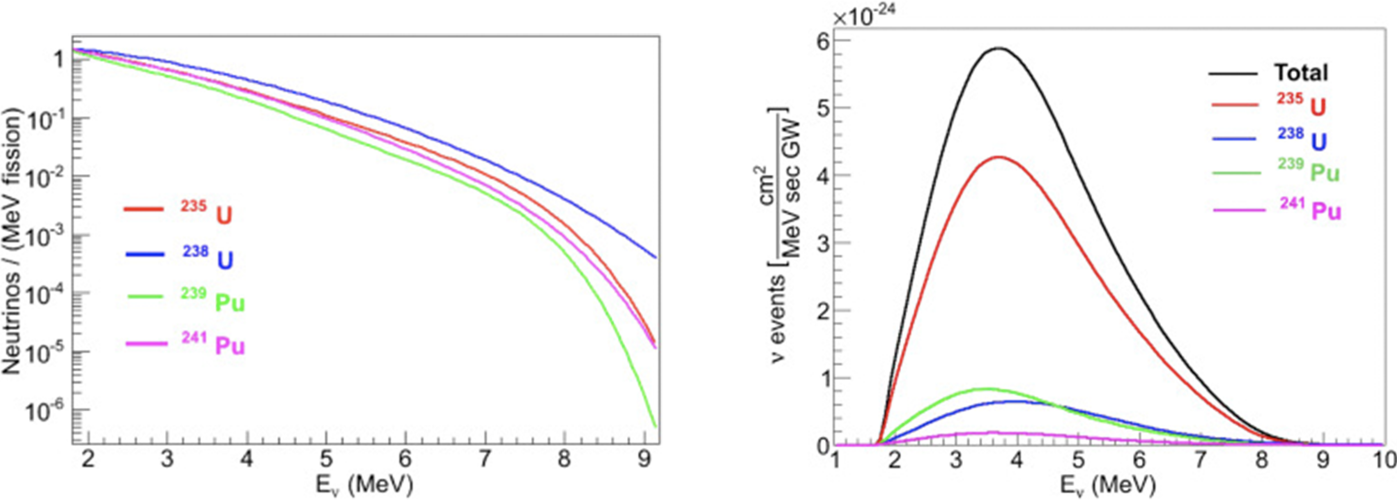 Neutrinos / (MeV fission)
1
10⁻¹
10⁻²
10⁻³
10⁻⁴
10⁻⁵
10⁻⁶
²³⁵U
²³⁸U
²³⁹Pu
²⁴¹Pu
2 3 4 5 6 7 8 9
Eν (MeV)
×10⁻²⁴
ν events [cm² / MeV sec GW]
6
5
4
3
2
1
0
Total
²³⁵U
²³⁸U
²³⁹Pu
²⁴¹Pu
1 2 3 4 5 6 7 8 9 10
Eν (MeV)